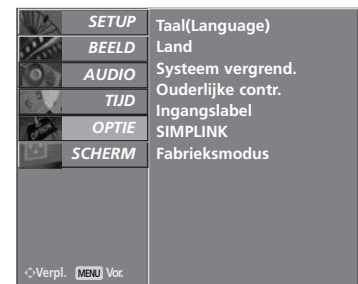 SETUP
BEELD
AUDIO
TIJD
OPTIE
SCHERM
Taal(Language)
Land
Systeem vergrend.
Ouderlijke contr.
Ingangslabel
SIMPLINK
Fabrieksmodus
Verpl. MENU Vor.